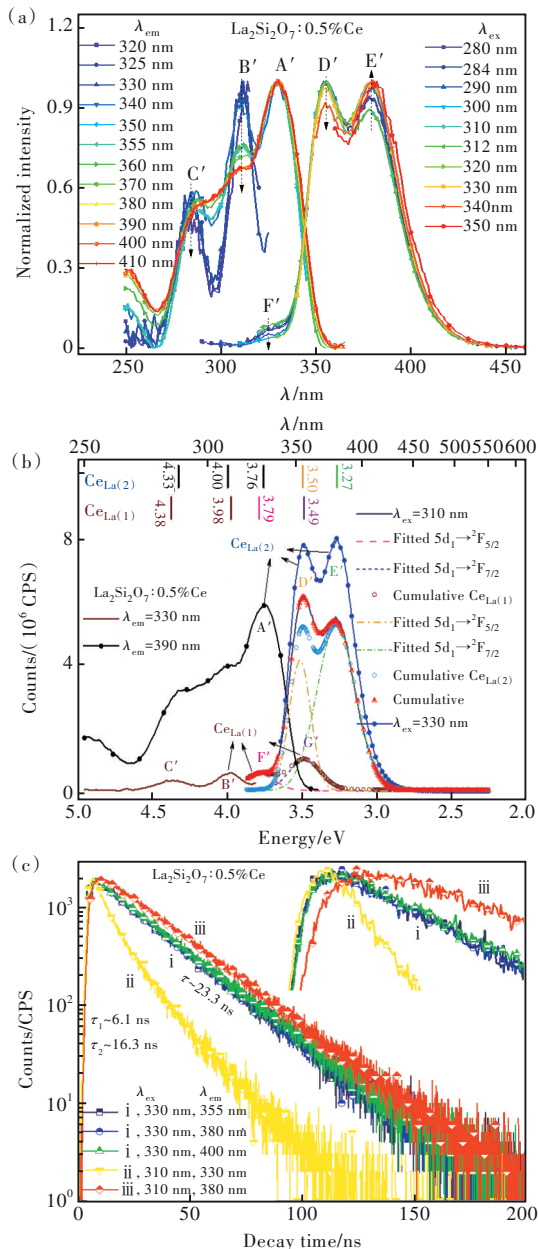 (a)
La₂Si₂O₇:0.5%Ce
λem
320 nm
325 nm
330 nm
340 nm
350 nm
355 nm
360 nm
370 nm
380 nm
390 nm
400 nm
410 nm
λex
280 nm
284 nm
290 nm
300 nm
310 nm
312 nm
320 nm
330 nm
340nm
350 nm
B′ A′ D′ E′
C′
F′
Normalized intensity
1.2
0.9
0.6
0.3
0
250 300 350 400 450
λ/nm
λ/nm
250 300 350 400 450 500 550 600
(b)
CeLa(2)
4.33 4.00 3.76 3.50 3.27
CeLa(1)
4.38 3.98 3.79 3.49
La₂Si₂O₇:0.5%Ce
λem=330 nm
λem=390 nm
CeLa(2)
D′ E′
A′
CeLa(1)
F′ G′
C′ B′
λex=310 nm
Fitted 5d₁→²F5/2
Fitted 5d₁→²F7/2
Cumulative CeLa(1)
Fitted 5d₁→²F5/2
Fitted 5d₁→²F7/2
Cumulative CeLa(2)
Cumulative
λex=330 nm
Counts/(10⁶ CPS)
8
4
0
5.0 4.5 4.0 3.5 3.0 2.5 2.0
Energy/eV
(c)
La₂Si₂O₇:0.5%Ce
iii
ii
i
iii
i
ii
τ~23.3 ns
τ₁~6.1 ns
τ₂~16.3 ns
λex λem
i, 330 nm, 355 nm
i, 330 nm, 380 nm
i, 330 nm, 400 nm
ii, 310 nm, 330 nm
iii, 310 nm, 380 nm
Counts/CPS
10³
10²
10¹
10⁰
0 50 100 150 200
Decay time/ns